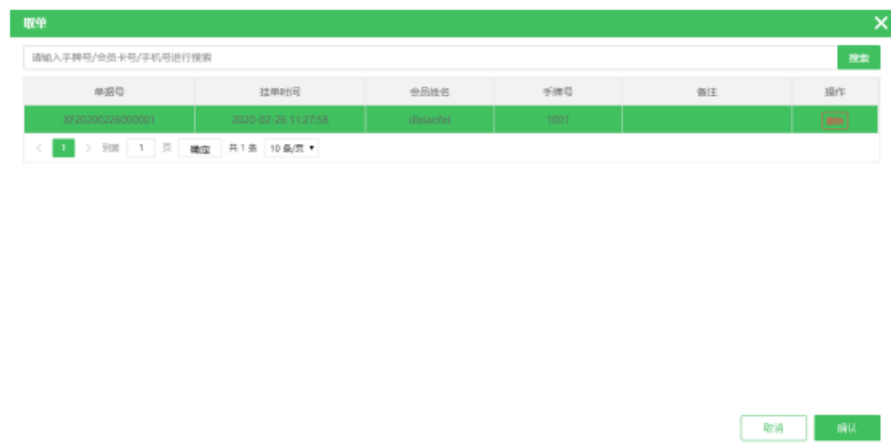 取单
请输入手牌号/会员卡号/手机号进行搜索 搜索
单据号 挂单时间 会员姓名 手牌号 备注 操作
XF20200226000001 2020-02-26 11:27:58 dixiaofei 1001 删除
1 到第 1 页 确定 共 1 条 10 条/页
取消 确认